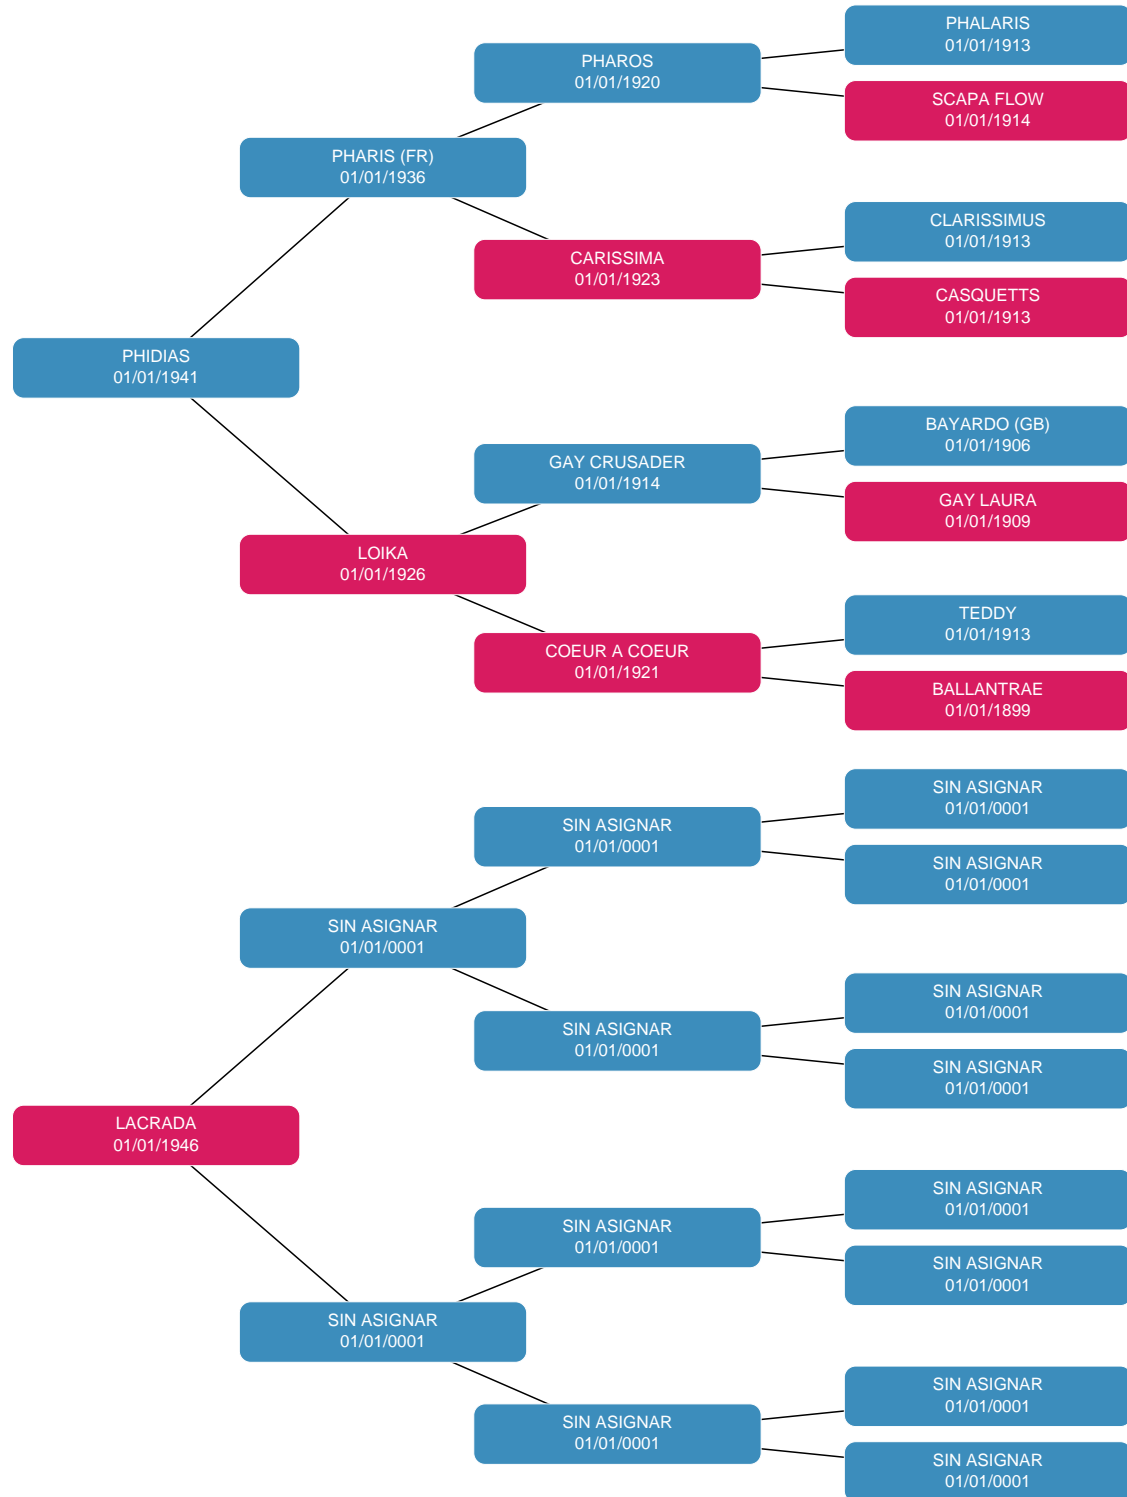 PHALARIS
01/01/1913
PHAROS
01/01/1920
SCAPA FLOW
01/01/1914
PHARIS (FR)
01/01/1936
CLARISSIMUS
01/01/1913
CARISSIMA
01/01/1923
CASQUETTS
01/01/1913
PHIDIAS
01/01/1941
BAYARDO (GB)
01/01/1906
GAY CRUSADER
01/01/1914
GAY LAURA
01/01/1909
LOIKA
01/01/1926
TEDDY
01/01/1913
COEUR A COEUR
01/01/1921
BALLANTRAE
01/01/1899
SIN ASIGNAR
01/01/0001
SIN ASIGNAR
01/01/0001
SIN ASIGNAR
01/01/0001
SIN ASIGNAR
01/01/0001
SIN ASIGNAR
01/01/0001
SIN ASIGNAR
01/01/0001
SIN ASIGNAR
01/01/0001
LACRADA
01/01/1946
SIN ASIGNAR
01/01/0001
SIN ASIGNAR
01/01/0001
SIN ASIGNAR
01/01/0001
SIN ASIGNAR
01/01/0001
SIN ASIGNAR
01/01/0001
SIN ASIGNAR
01/01/0001
SIN ASIGNAR
01/01/0001